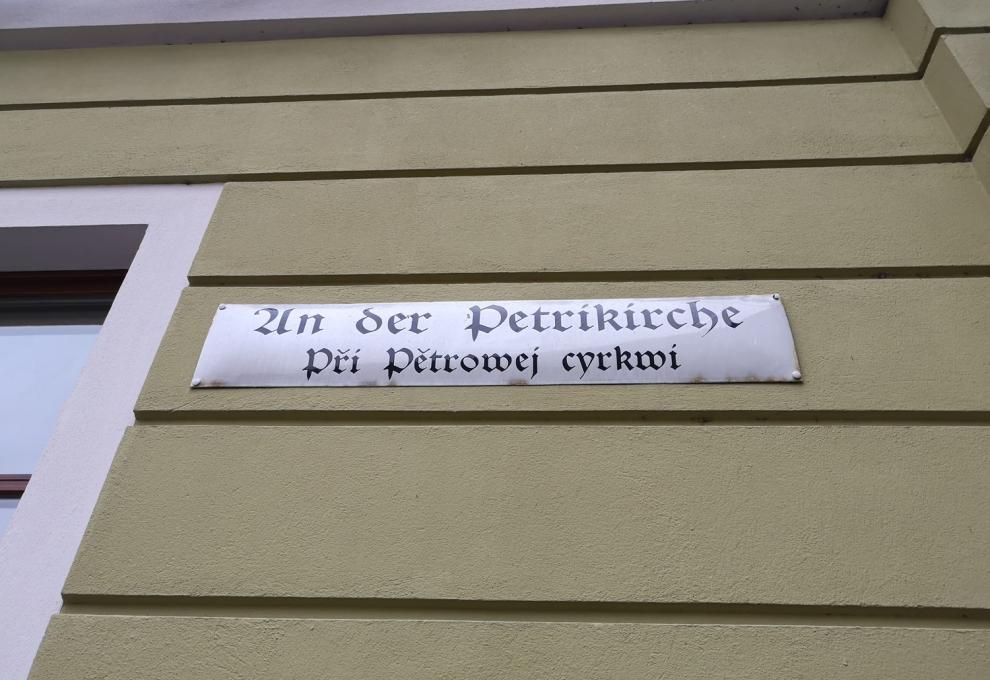 An der Petrikirche
Při Pětrowej cyrkwi